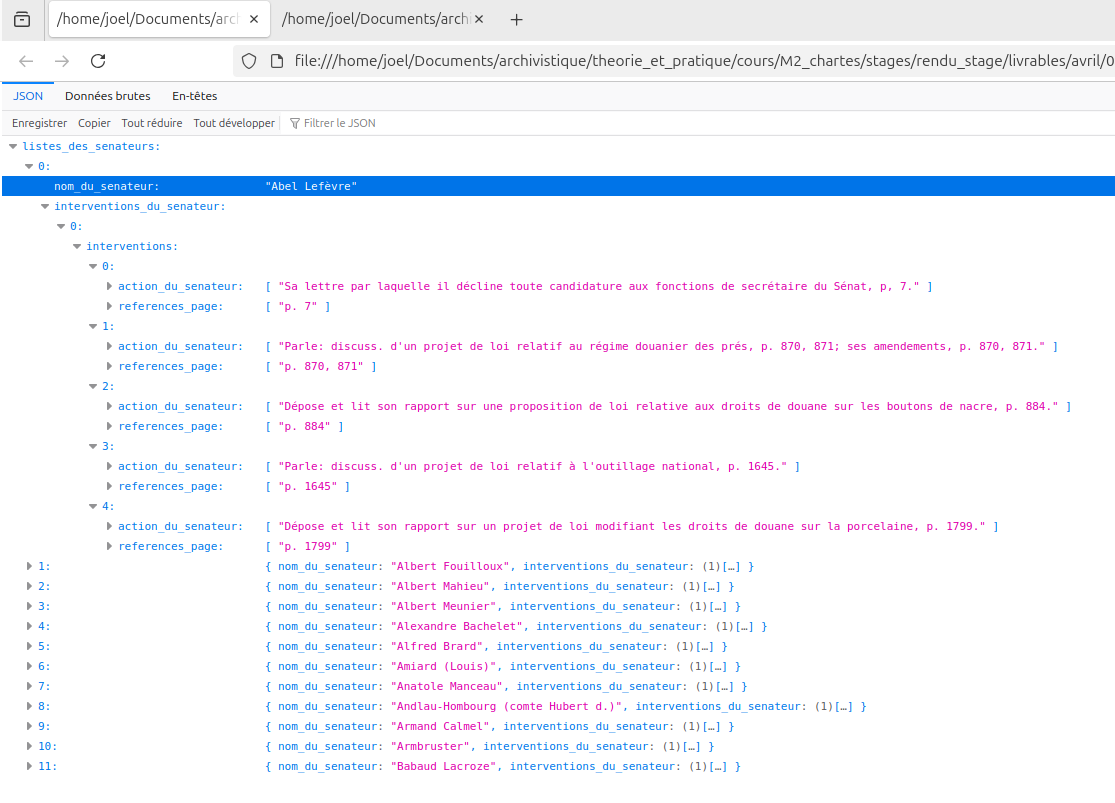 /home/joel/Documents/arc
/home/joel/Documents/archi
file:///home/joel/Documents/archivistique/theorie_et_pratique/cours/M2_chartes/stages/rendu_stage/livrables/avril/0
JSON Données brutes En-têtes
Enregistrer Copier Tout réduire Tout développer Filtrer le JSON
listes_des_senateurs:
0:
nom_du_senateur: "Abel Lefèvre"
interventions_du_senateur:
0:
interventions:
0:
action_du_senateur: [ "Sa lettre par laquelle il décline toute candidature aux fonctions de secrétaire du Sénat, p, 7." ]
references_page: [ "p. 7" ]
1:
action_du_senateur: [ "Parle: discuss. d'un projet de loi relatif au régime douanier des prés, p. 870, 871; ses amendements, p. 870, 871." ]
references_page: [ "p. 870, 871" ]
2:
action_du_senateur: [ "Dépose et lit son rapport sur une proposition de loi relative aux droits de douane sur les boutons de nacre, p. 884." ]
references_page: [ "p. 884" ]
3:
action_du_senateur: [ "Parle: discuss. d'un projet de loi relatif à l'outillage national, p. 1645." ]
references_page: [ "p. 1645" ]
4:
action_du_senateur: [ "Dépose et lit son rapport sur un projet de loi modifiant les droits de douane sur la porcelaine, p. 1799." ]
references_page: [ "p. 1799" ]
1: { nom_du_senateur: "Albert Fouilloux", interventions_du_senateur: (1)[…] }
2: { nom_du_senateur: "Albert Mahieu", interventions_du_senateur: (1)[…] }
3: { nom_du_senateur: "Albert Meunier", interventions_du_senateur: (1)[…] }
4: { nom_du_senateur: "Alexandre Bachelet", interventions_du_senateur: (1)[…] }
5: { nom_du_senateur: "Alfred Brard", interventions_du_senateur: (1)[…] }
6: { nom_du_senateur: "Amiard (Louis)", interventions_du_senateur: (1)[…] }
7: { nom_du_senateur: "Anatole Manceau", interventions_du_senateur: (1)[…] }
8: { nom_du_senateur: "Andlau-Hombourg (comte Hubert d.)", interventions_du_senateur: (1)[…] }
9: { nom_du_senateur: "Armand Calmel", interventions_du_senateur: (1)[…] }
10: { nom_du_senateur: "Armbruster", interventions_du_senateur: (1)[…] }
11: { nom_du_senateur: "Babaud Lacroze", interventions_du_senateur: (1)[…] }